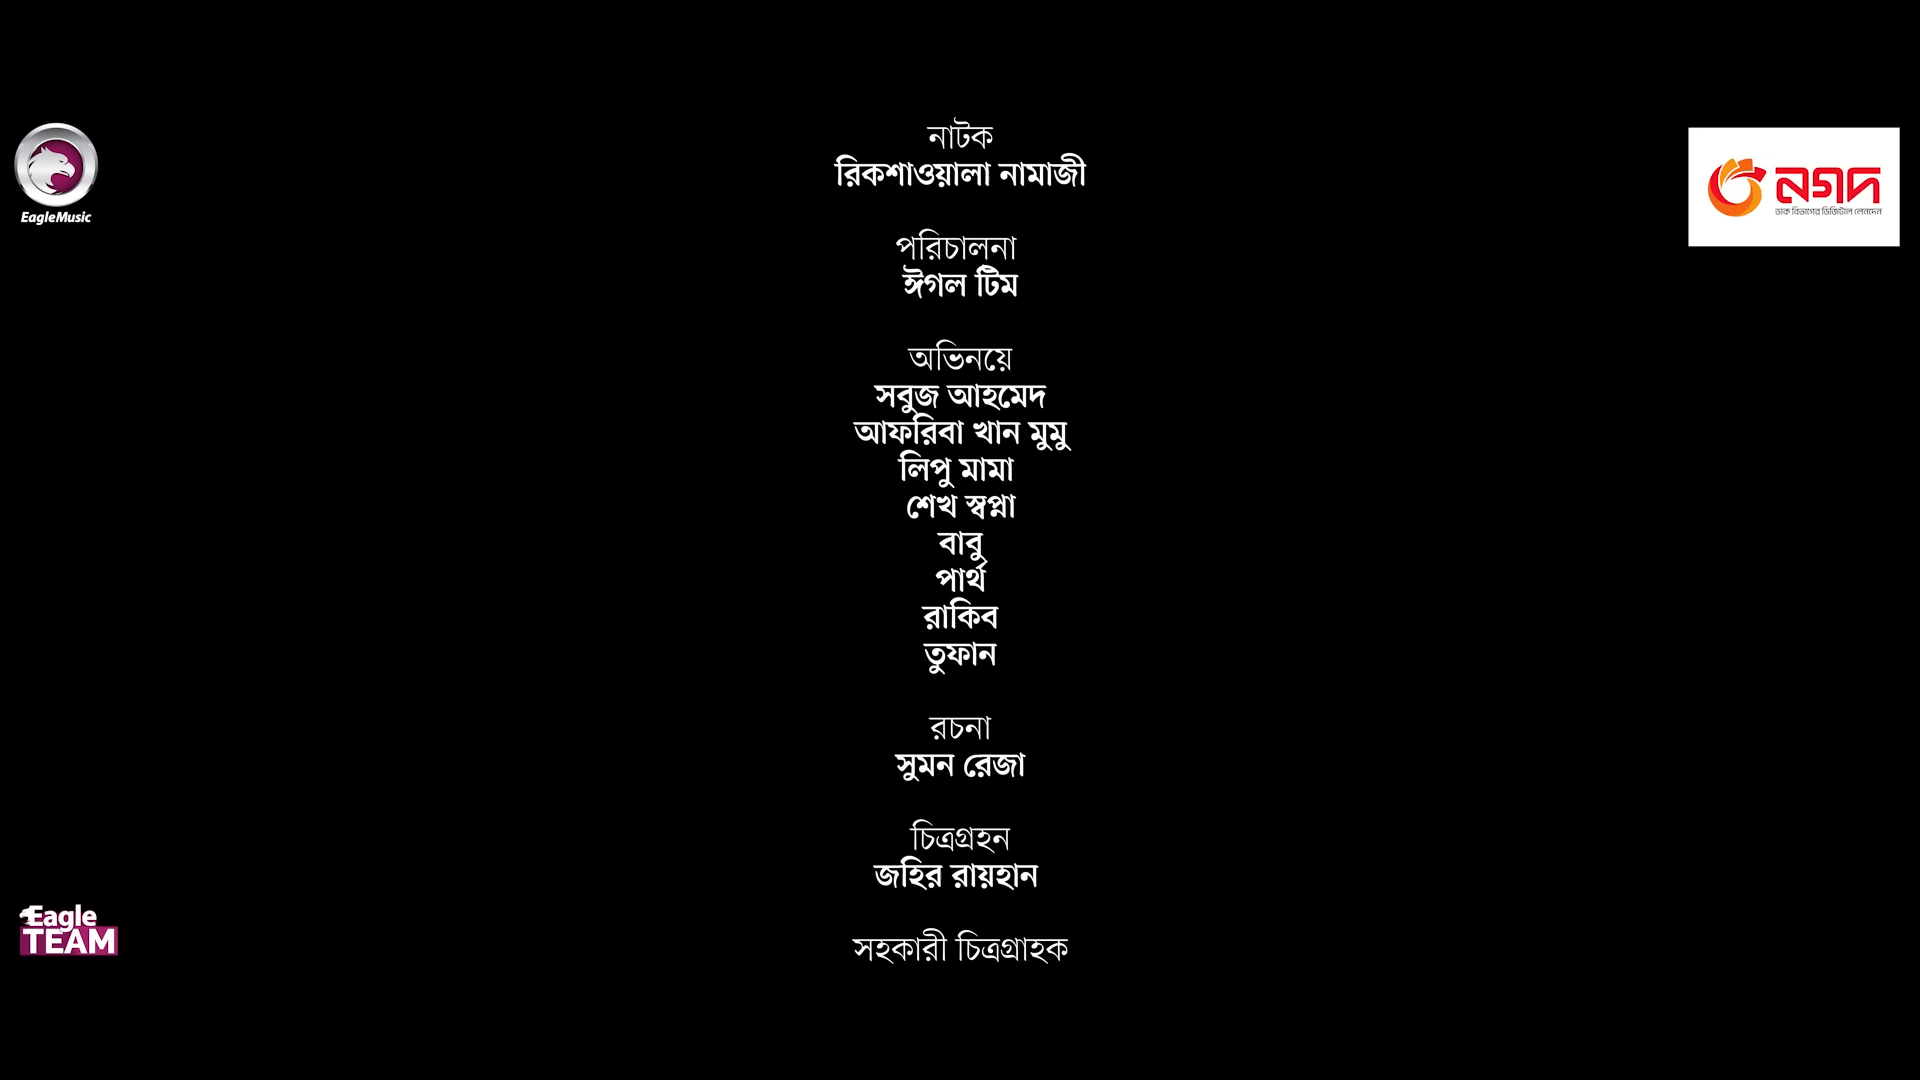 নাটক
রিকশাওয়ালা নামাজী
পরিচালনা
ঈগল টিম
অভিনয়ে
সবুজ আহমেদ
আফরিবা খান মুমু
লিপু মামা
শেখ স্বপ্না
বাবু
পার্থ
রাকিব
তুফান
রচনা
সুমন রেজা
চিত্রগ্রহন
জহির রায়হান
সহকারী চিত্রগ্রাহক
EagleMusic
নগদ
ডাক বিভাগের ডিজিটাল লেনদেন
Eagle
TEAM